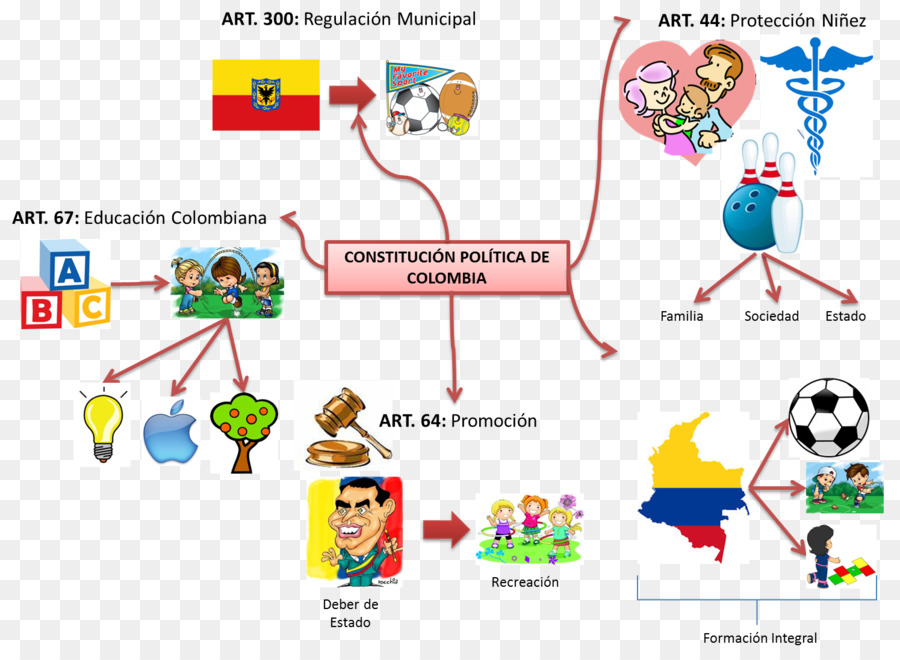 ART. 300: Regulación Municipal
ART. 44: Protección Niñez
My Favorite
Sport
ART. 67: Educación Colombiana
A
B C
CONSTITUCIÓN POLÍTICA DE
COLOMBIA
Familia Sociedad Estado
ART. 64: Promoción
Recreación
Deber de
Estado
Formación Integral